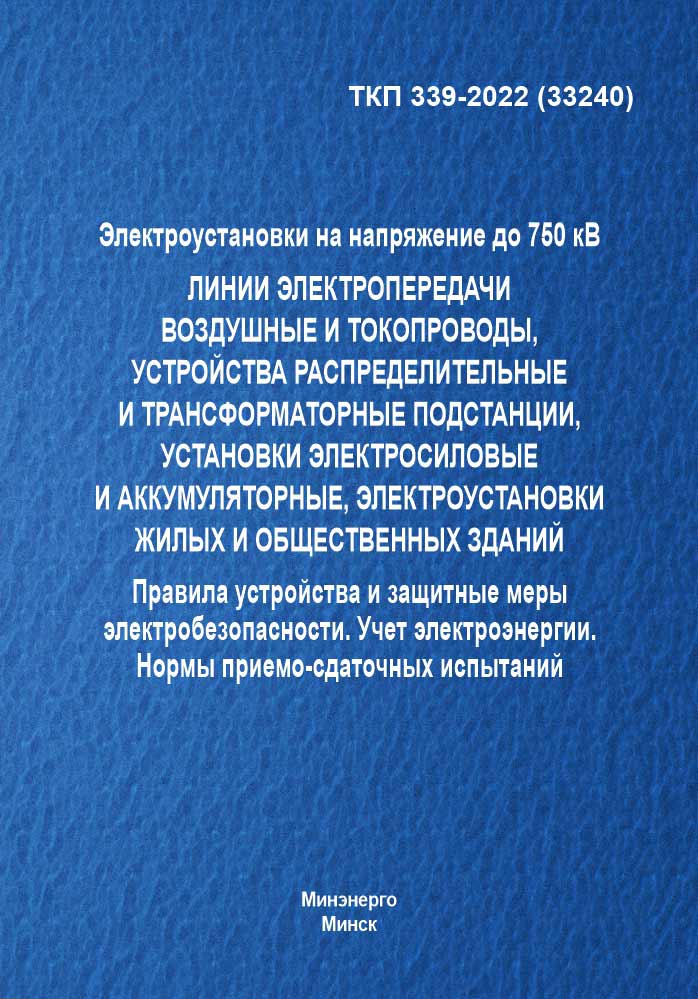 ТКП 339-2022 (33240)
Электроустановки на напряжение до 750 кВ
ЛИНИИ ЭЛЕКТРОПЕРЕДАЧИ
ВОЗДУШНЫЕ И ТОКОПРОВОДЫ,
УСТРОЙСТВА РАСПРЕДЕЛИТЕЛЬНЫЕ
И ТРАНСФОРМАТОРНЫЕ ПОДСТАНЦИИ,
УСТАНОВКИ ЭЛЕКТРОСИЛОВЫЕ
И АККУМУЛЯТОРНЫЕ, ЭЛЕКТРОУСТАНОВКИ
ЖИЛЫХ И ОБЩЕСТВЕННЫХ ЗДАНИЙ
Правила устройства и защитные меры
электробезопасности. Учет электроэнергии.
Нормы приемо-сдаточных испытаний
Минэнерго
Минск